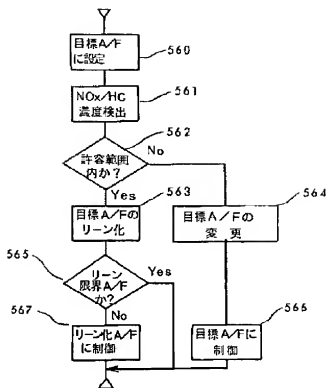 目標A/F
に設定
560
NOx/HC
濃度検出
561
562
許容範囲
内か?
No
Yes
563
564
目標A/Fの
リーン化
目標A/Fの
変更
565
リーン
限界A/F
か?
Yes
No
567
566
リーン化A/F
に制御
目標A/Fに
制御